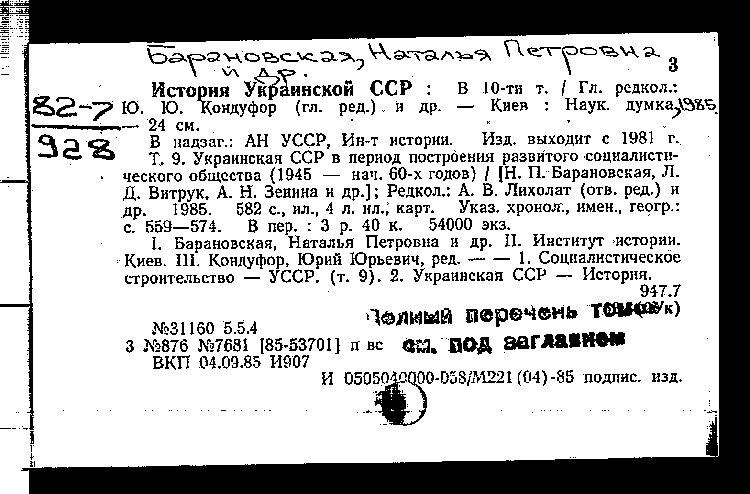 Барановская, Наталья Петровна
и др.
3
История Украинской ССР : В 10-ти т. / Гл. редкол.:
82-7 Ю. Ю. Кондуфор (гл. ред.) и др. — Киев : Наук. думка, 1985
— 24 см.
928 В надзаг.: АН УССР, Ин-т истории. Изд. выходит с 1981 г.
Т. 9. Украинская ССР в период построения развитого социалисти-
ческого общества (1945 — нач. 60-х годов) / [Н. П. Барановская, Л.
Д. Витрук, А. Н. Зенина и др.]; Редкол.: А. В. Лихолат (отв. ред.) и
др. 1985. 582 с., ил., 4 л. ил., карт. Указ. хронол., имен., геогр.:
с. 559—574. В пер. : 3 р. 40 к. 54000 экз.
I. Барановская, Наталья Петровна и др. II. Институт истории.
Киев. III. Кондуфор, Юрий Юрьевич, ред. — — 1. Социалистическое
строительство — УССР. (т. 9). 2. Украинская ССР — История.
947.7
Полный перечень томов
№31160 5.5.4
3 №876 №7681 [85-53701] п вс см. под заглавием
ВКП 04.09.85 И907
И 0505040000-058/М221(04)-85 подпис. изд.